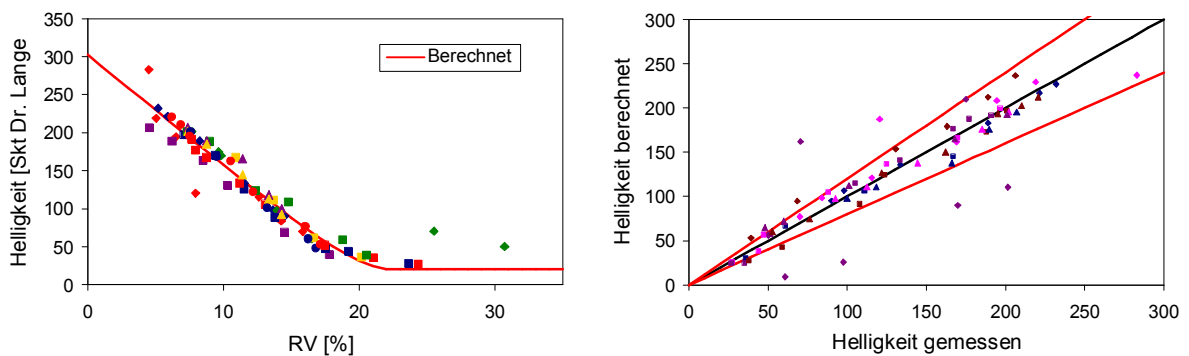 Helligkeit [Skt Dr. Lange
350
300
250
200
150
100
50
0
Berechnet
0 10 20 30
RV [%]
Helligkeit berechnet
300
250
200
150
100
50
0
0 50 100 150 200 250 300
Helligkeit gemessen